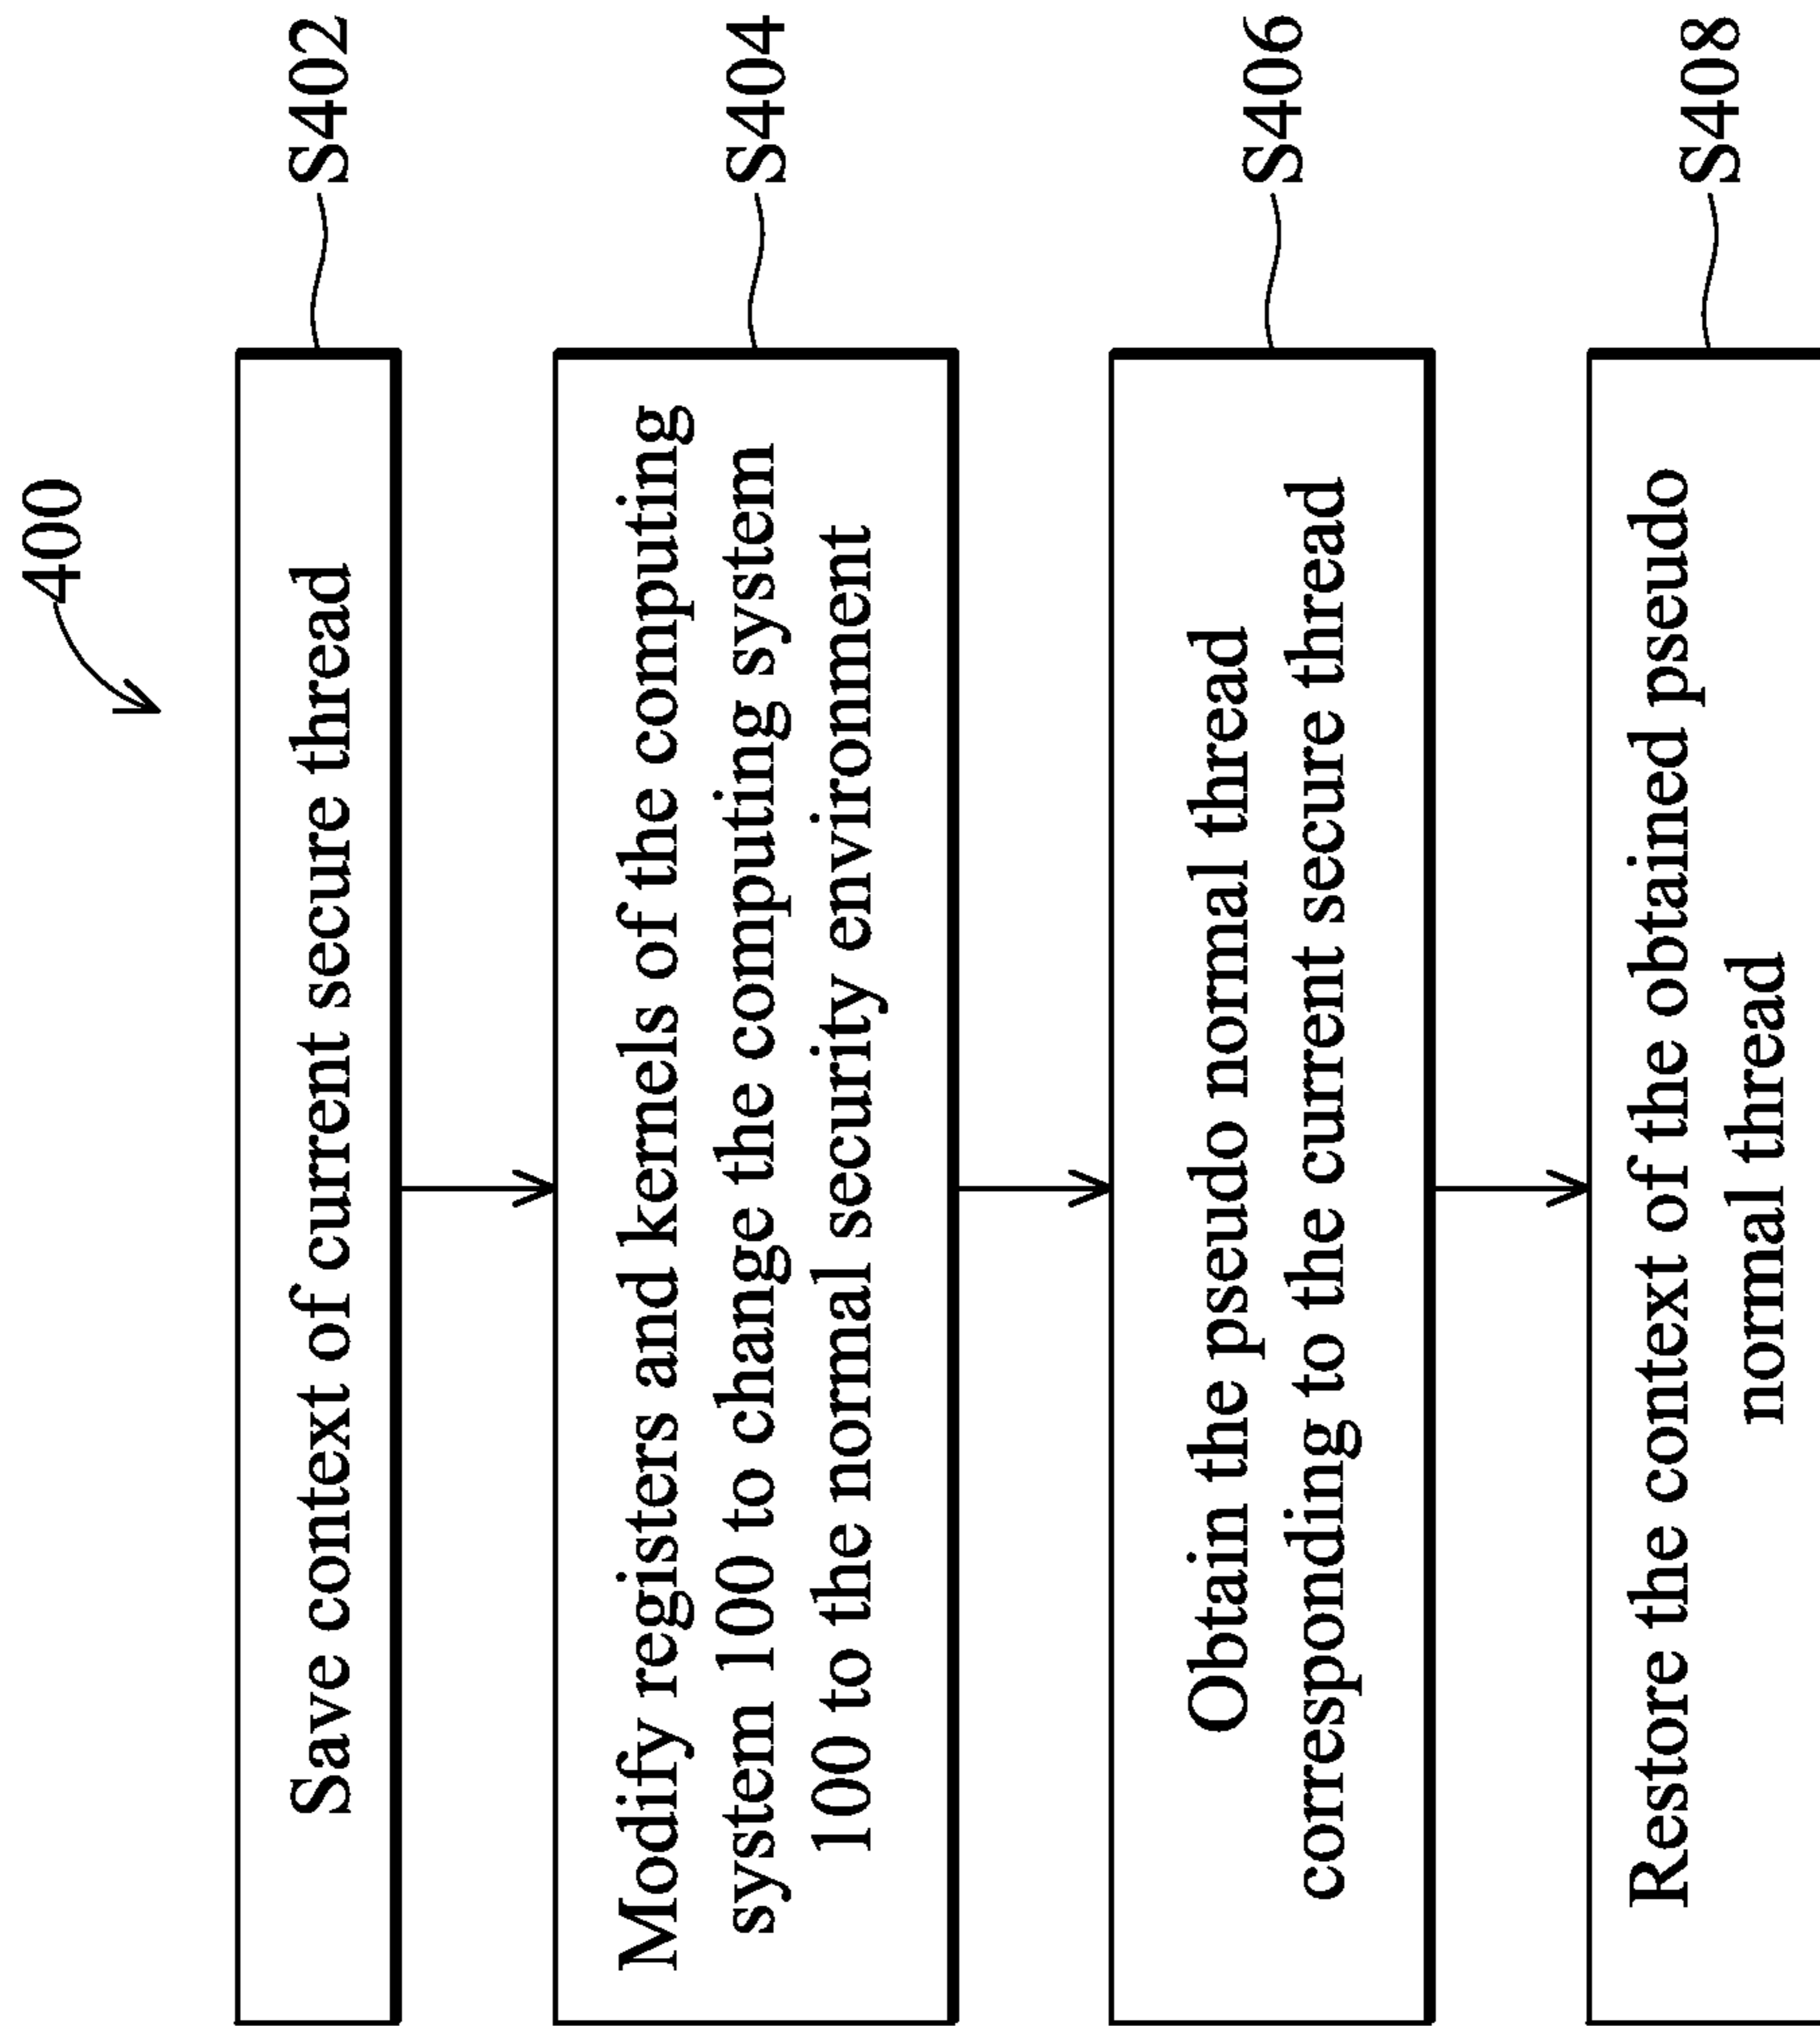 400
Save context of current secure thread
S402
Modify registers and kernels of the computing
system 100 to change the computing system
100 to the normal security environment
S404
Obtain the pseudo normal thread
corresponding to the current secure thread
S406
Restore the context of the obtained pseudo
normal thread
S408